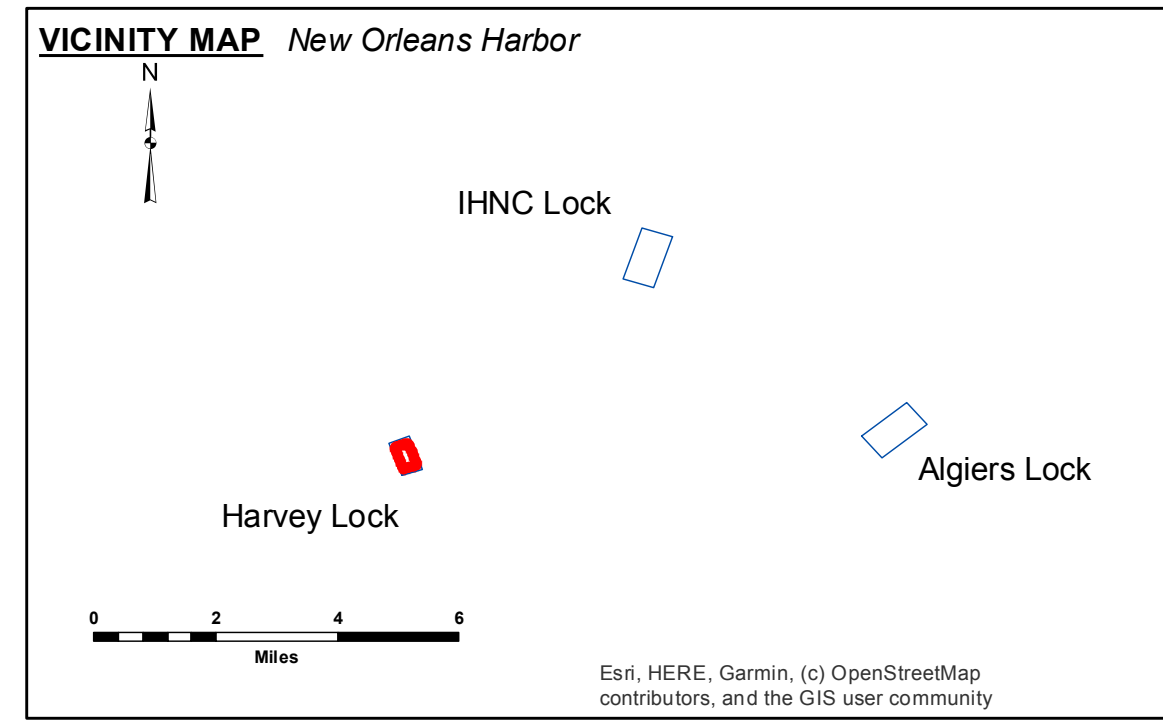 VICINITY MAP New Orleans Harbor
N
IHNC Lock
Algiers Lock
Harvey Lock
0 2 4 6
Miles
Esri, HERE, Garmin, (c) OpenStreetMap
contributors, and the GIS user community